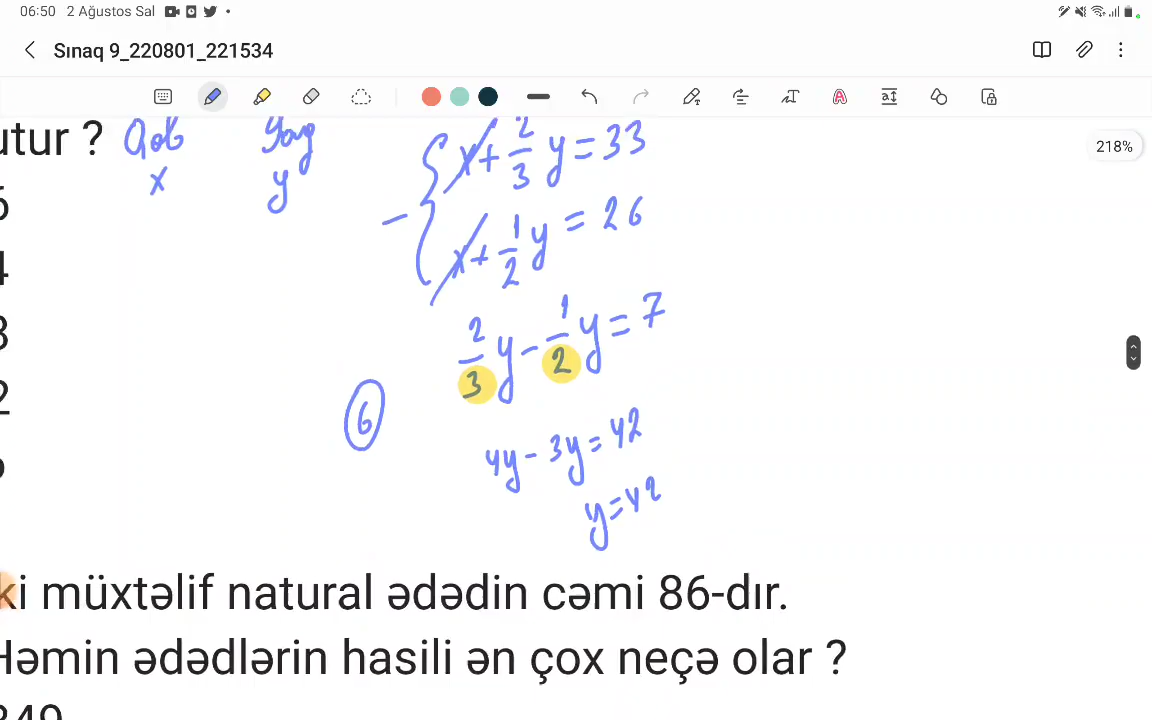 06:50 2 Ağustos Sal
Sınaq 9_220801_221534
218%
utur ? Qab Yağ
x y
x+ 2/3 y = 33
x+ 1/2 y = 26
2/3 y - 1/2 y = 7
6
4y - 3y = 42
y = 42
ki müxtəlif natural ədədin cəmi 86-dır.
Həmin ədədlərin hasili ən çox neçə olar ?